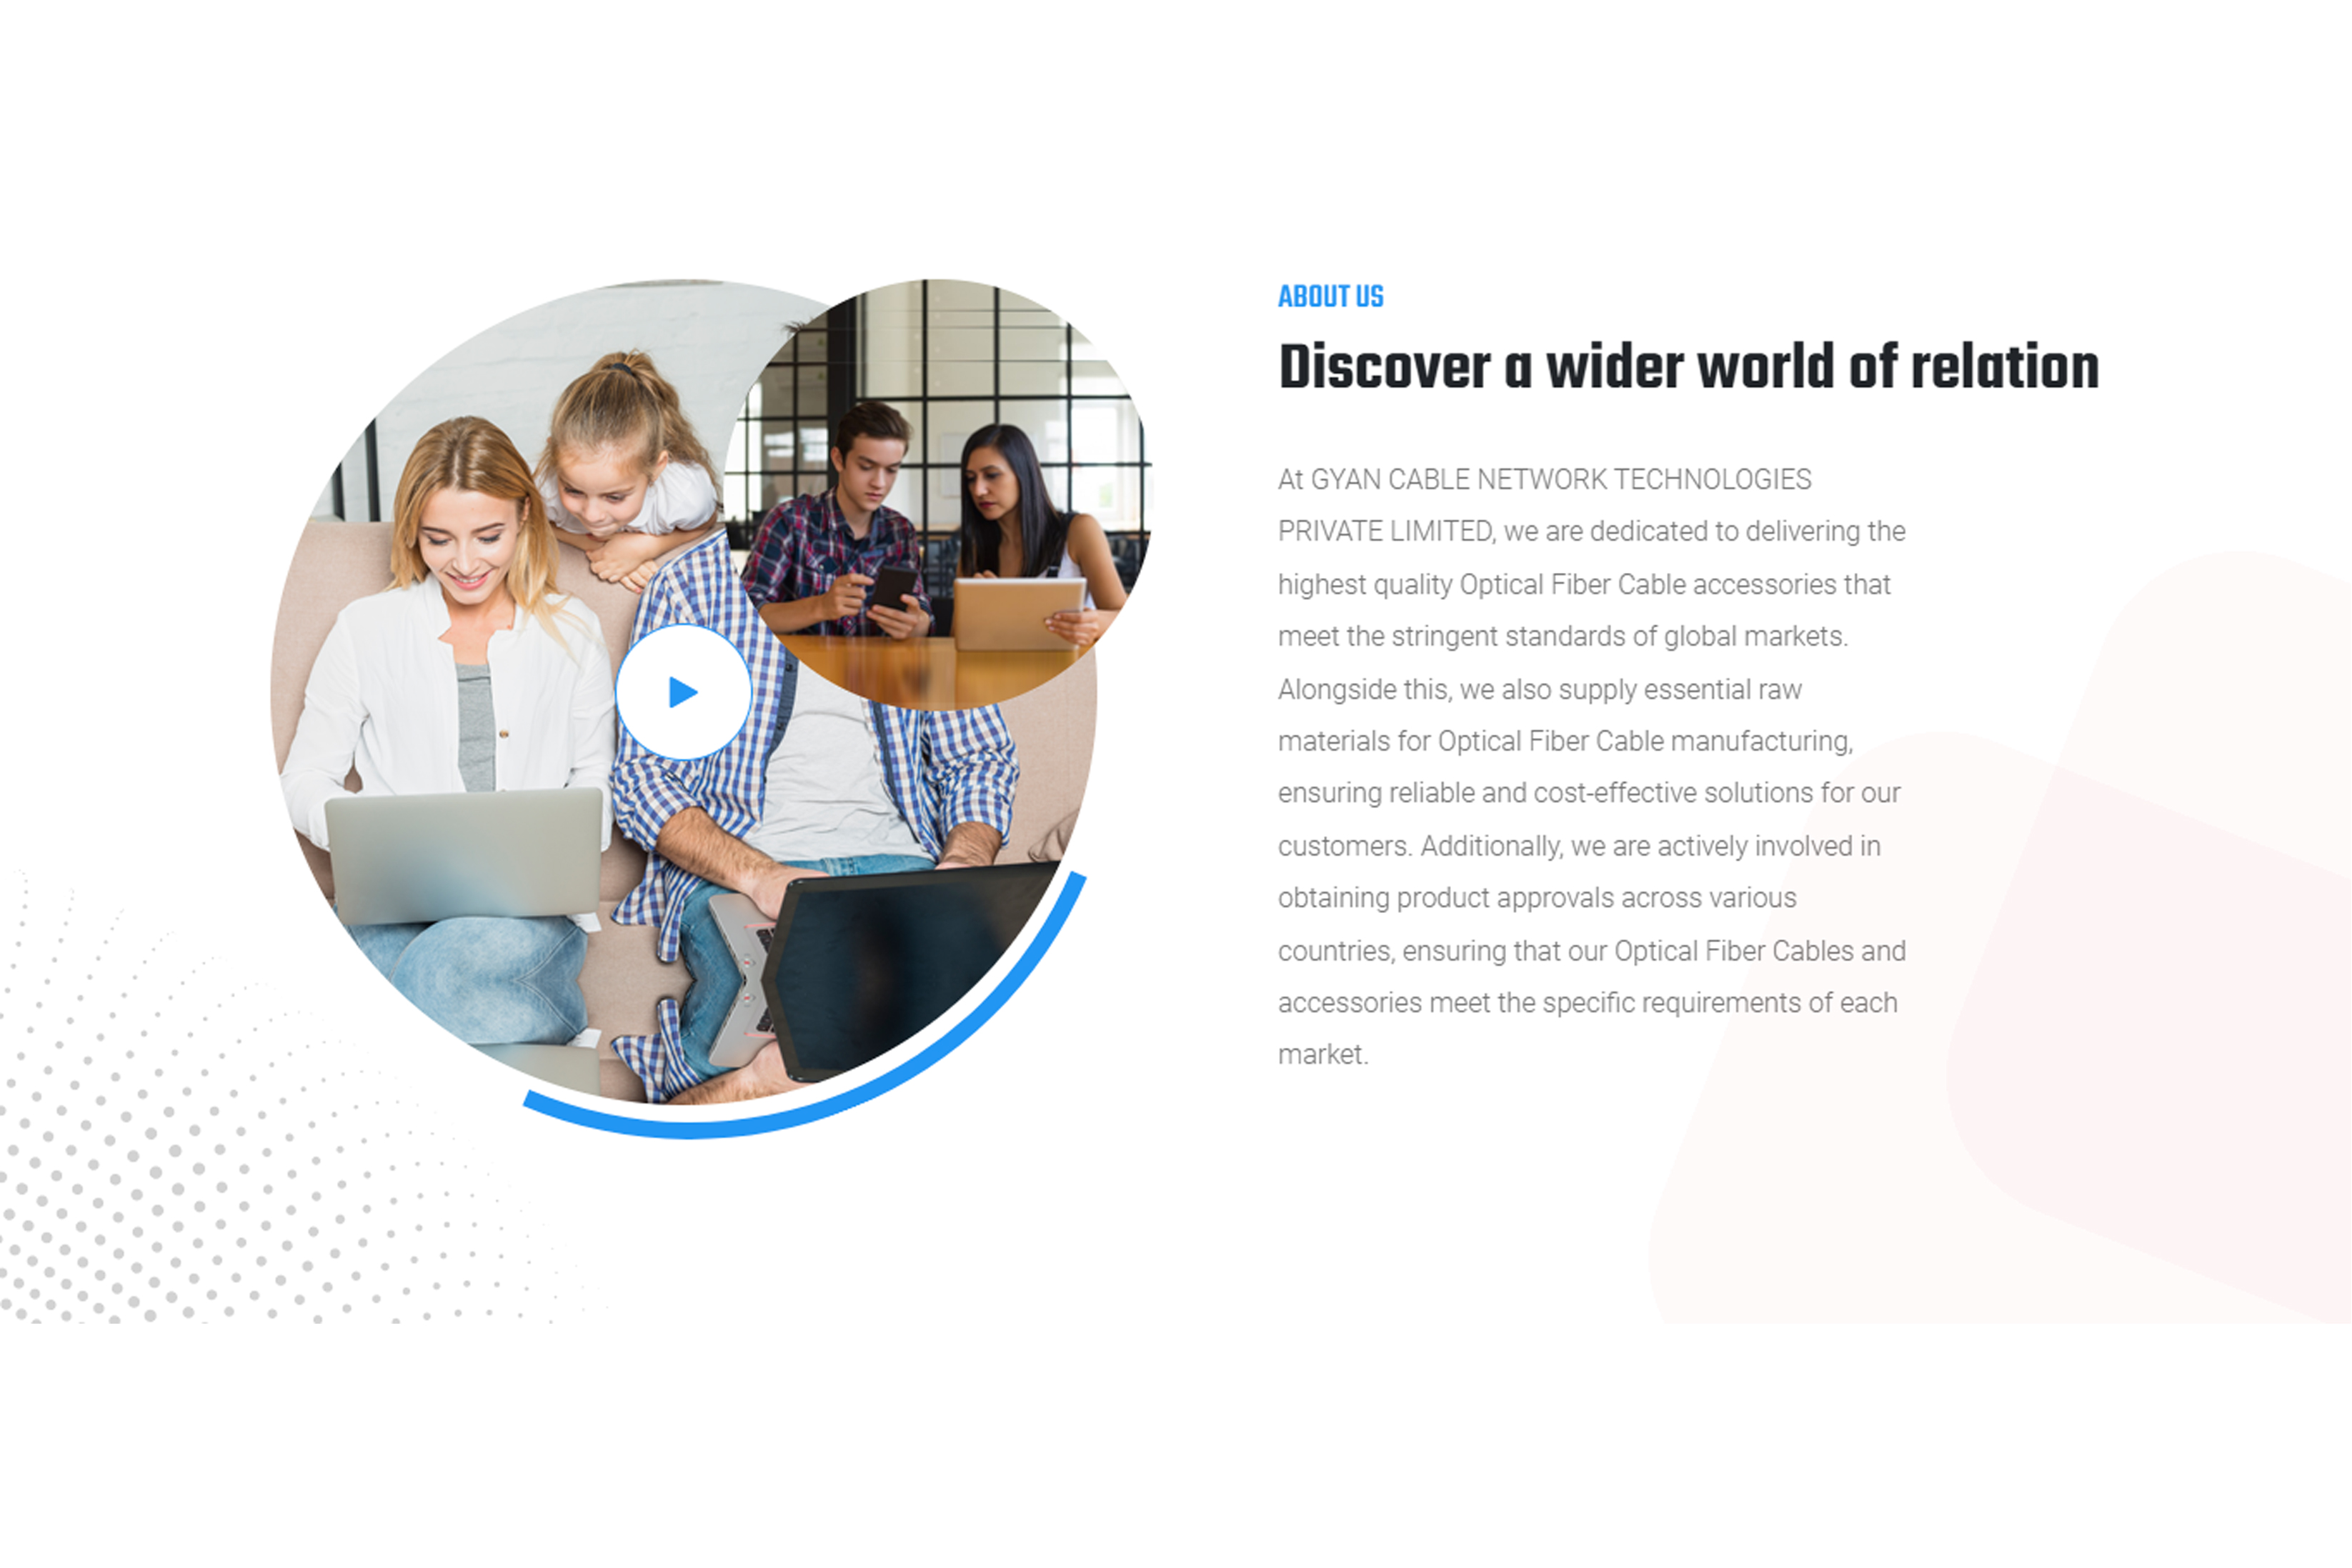 ABOUT US
Discover a wider world of relation
At GYAN CABLE NETWORK TECHNOLOGIES
PRIVATE LIMITED, we are dedicated to delivering the
highest quality Optical Fiber Cable accessories that
meet the stringent standards of global markets.
Alongside this, we also supply essential raw
materials for Optical Fiber Cable manufacturing,
ensuring reliable and cost-effective solutions for our
customers. Additionally, we are actively involved in
obtaining product approvals across various
countries, ensuring that our Optical Fiber Cables and
accessories meet the specific requirements of each
market.